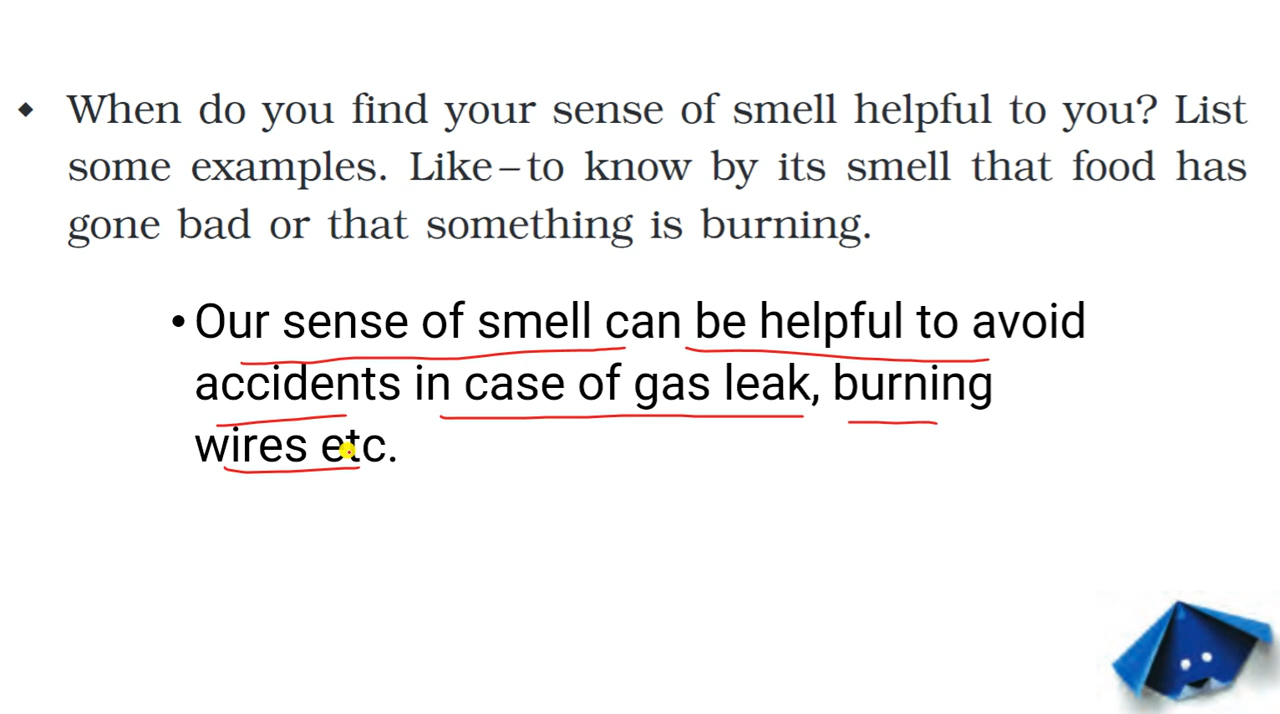 ◆ When do you find your sense of smell helpful to you? List
some examples. Like – to know by its smell that food has
gone bad or that something is burning.
• Our sense of smell can be helpful to avoid
accidents in case of gas leak, burning
wires etc.